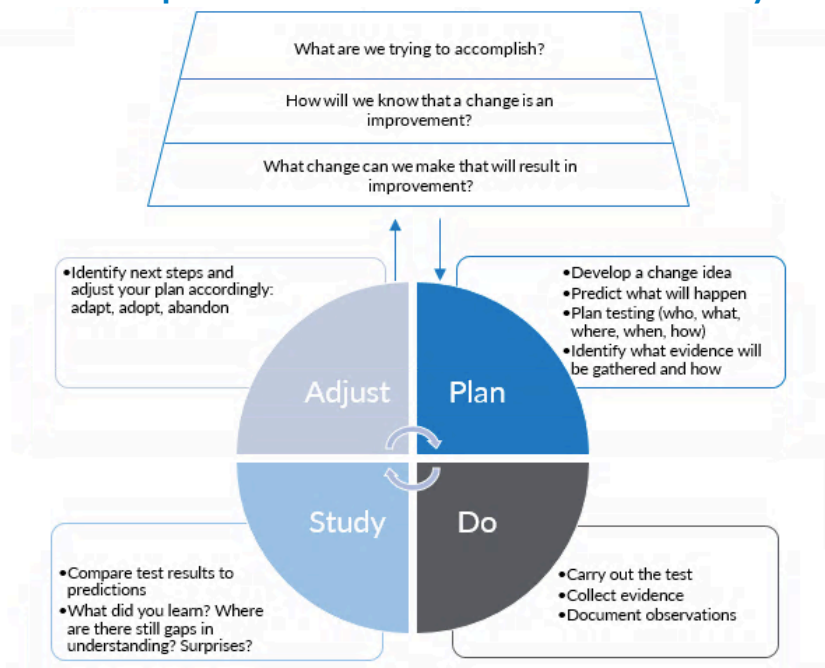 What are we trying to accomplish?
How will we know that a change is an
improvement?
What change can we make that will result in
improvement?
•Identify next steps and
adjust your plan accordingly:
adapt, adopt, abandon
•Develop a change idea
•Predict what will happen
•Plan testing (who, what,
where, when, how)
•Identify what evidence will
be gathered and how
Adjust
Plan
Study
Do
•Compare test results to
predictions
•What did you learn? Where
are there still gaps in
understanding? Surprises?
•Carry out the test
•Collect evidence
•Document observations